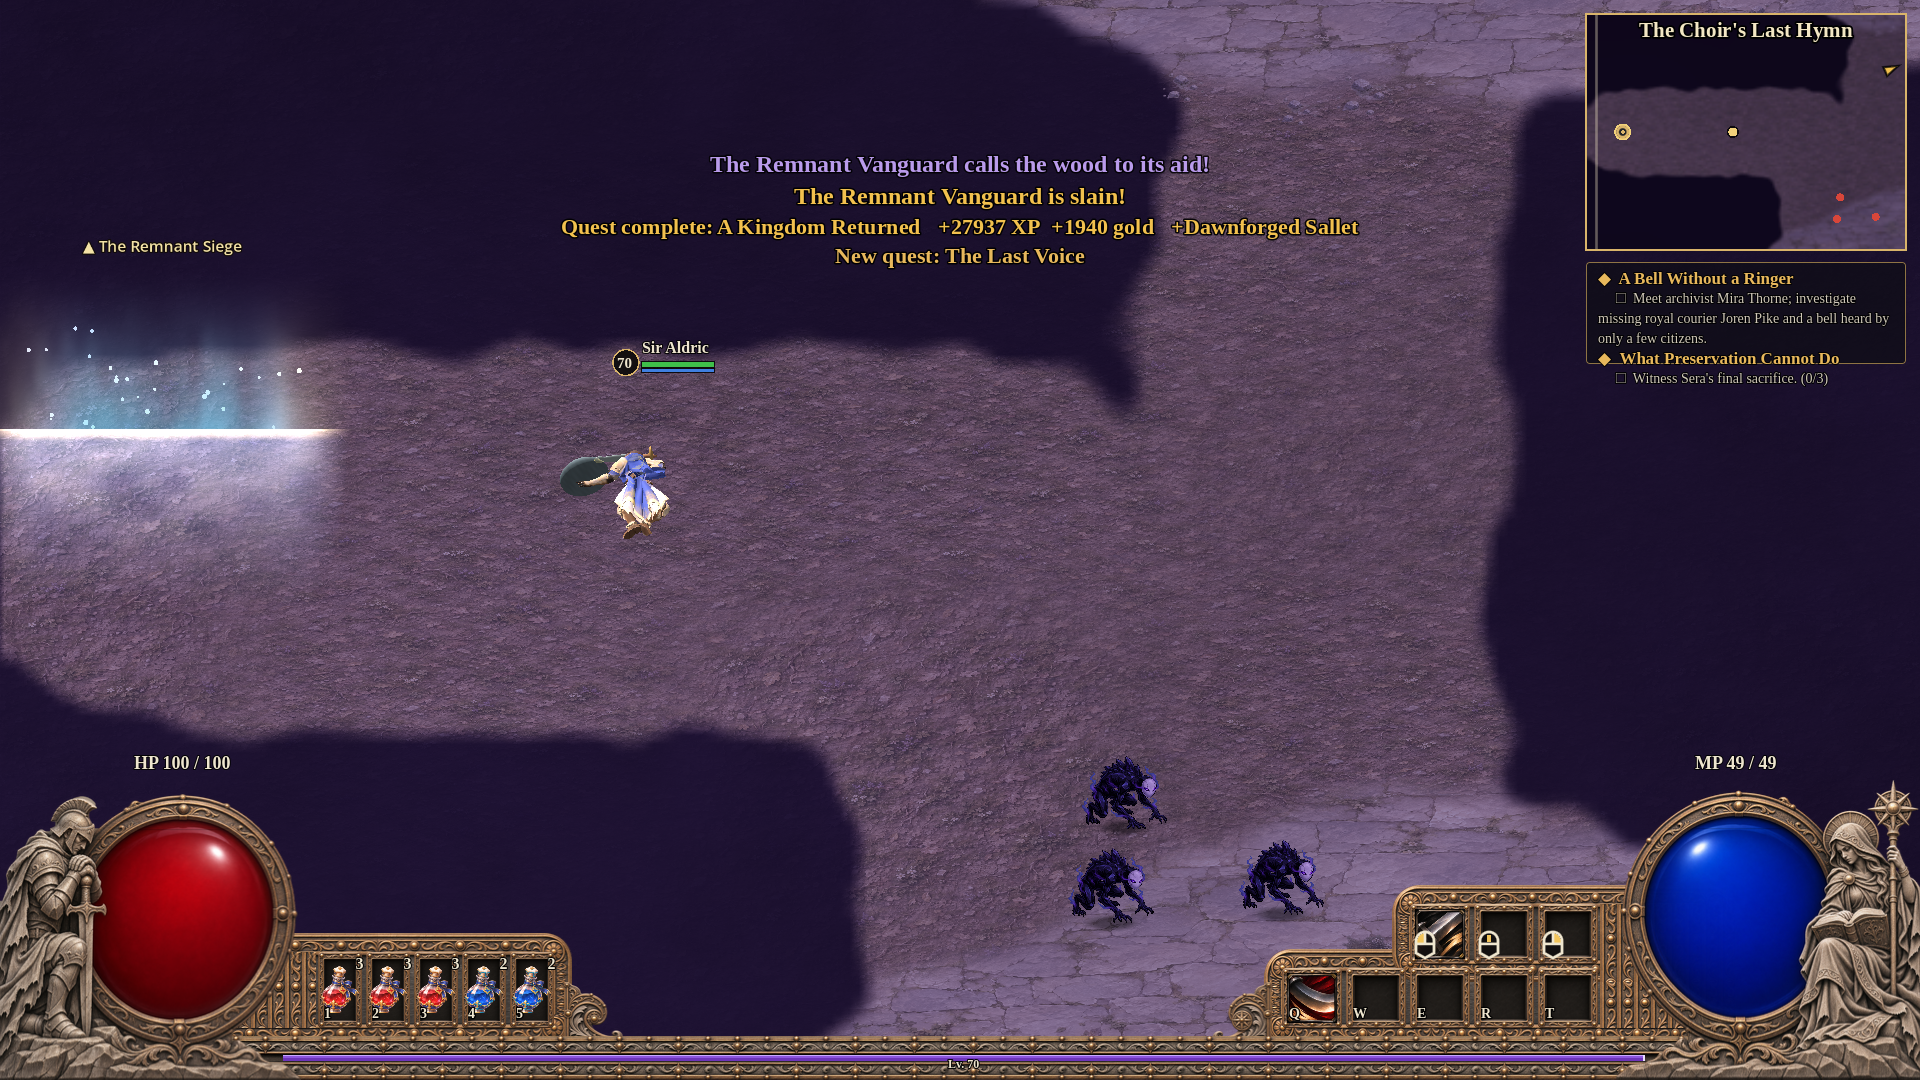 The Choir's Last Hymn
The Remnant Vanguard calls the wood to its aid!
The Remnant Vanguard is slain!
Quest complete: A Kingdom Returned +27937 XP +1940 gold +Dawnforged Sallet
New quest: The Last Voice
▲ The Remnant Siege
◆ A Bell Without a Ringer
☐ Meet archivist Mira Thorne; investigate
missing royal courier Joren Pike and a bell heard by
only a few citizens.
◆ What Preservation Cannot Do
☐ Witness Sera's final sacrifice. (0/3)
Sir Aldric
70
HP 100 / 100
MP 49 / 49
3 3 3 2 2
1 2 3 4 5
Q W E R T
Lv. 70